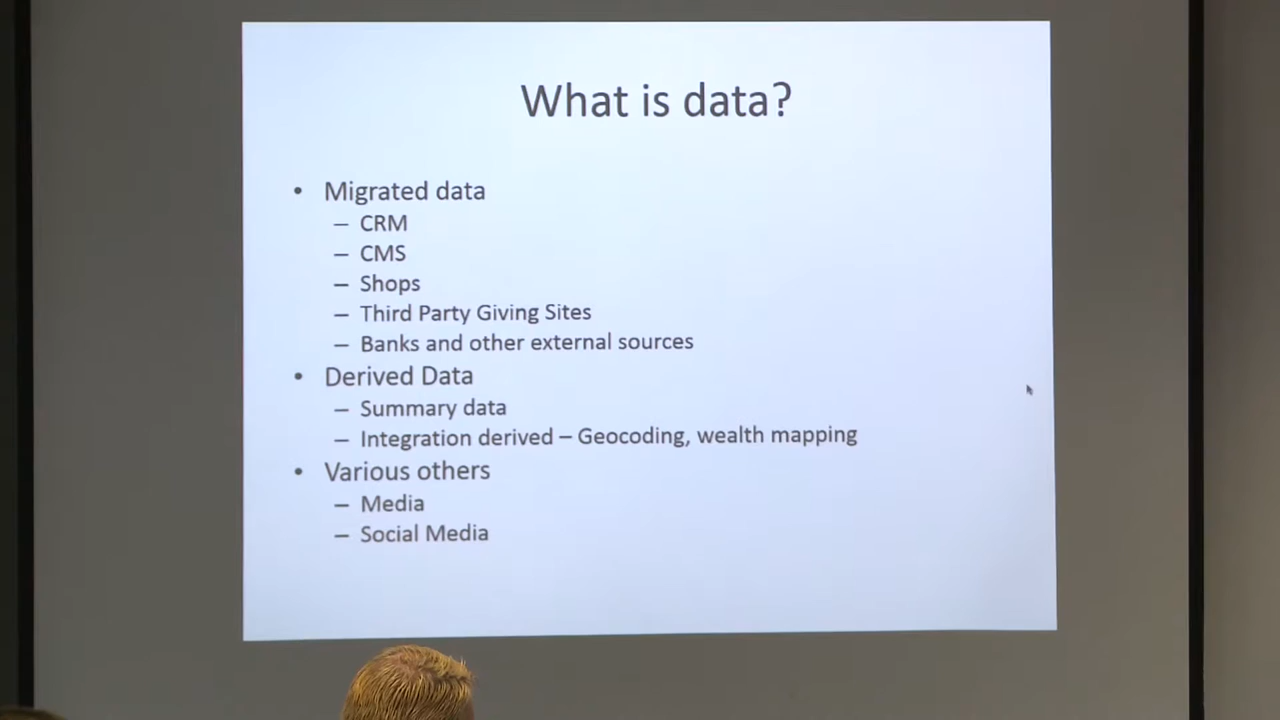 What is data?
• Migrated data
– CRM
– CMS
– Shops
– Third Party Giving Sites
– Banks and other external sources
• Derived Data
– Summary data
– Integration derived – Geocoding, wealth mapping
• Various others
– Media
– Social Media